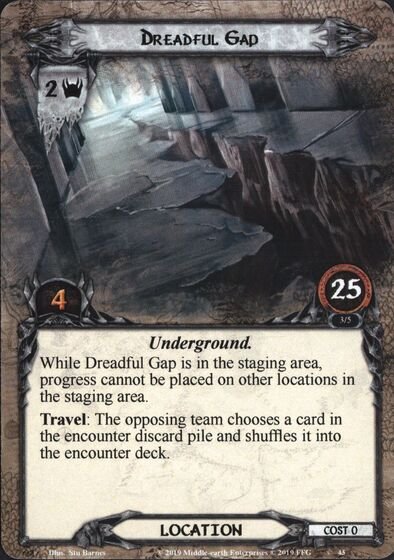 Dreadful Gap
2
4
25
3/5
Underground.
While Dreadful Gap is in the staging area,
progress cannot be placed on other locations in
the staging area.
Travel: The opposing team chooses a card in
the encounter discard pile and shuffles it into
the encounter deck.
LOCATION
COST 0
Illus. Stu Barnes
© 2019 Middle-earth Enterprises © 2019 FFG
43